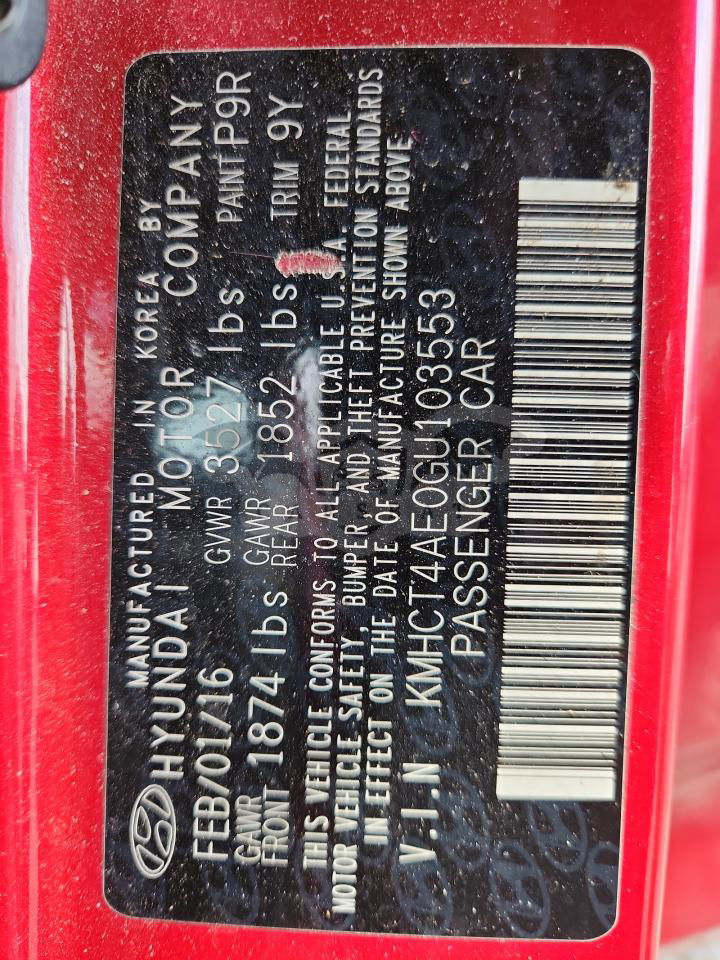 MANUFACTURED IN KOREA BY
HYUNDAI MOTOR COMPANY
FEB/01/16 GVWR 3527 lbs PAINT P9R
GAWR FRONT 1874 lbs GAWR REAR 1852 lbs TRIM 9Y
THIS VEHICLE CONFORMS TO ALL APPLICABLE U.S.A. FEDERAL
MOTOR VEHICLE SAFETY, BUMPER, AND THEFT PREVENTION STANDARDS
IN EFFECT ON THE DATE OF MANUFACTURE SHOWN ABOVE
V.I.N KMHCT4AE0GU103553
PASSENGER CAR